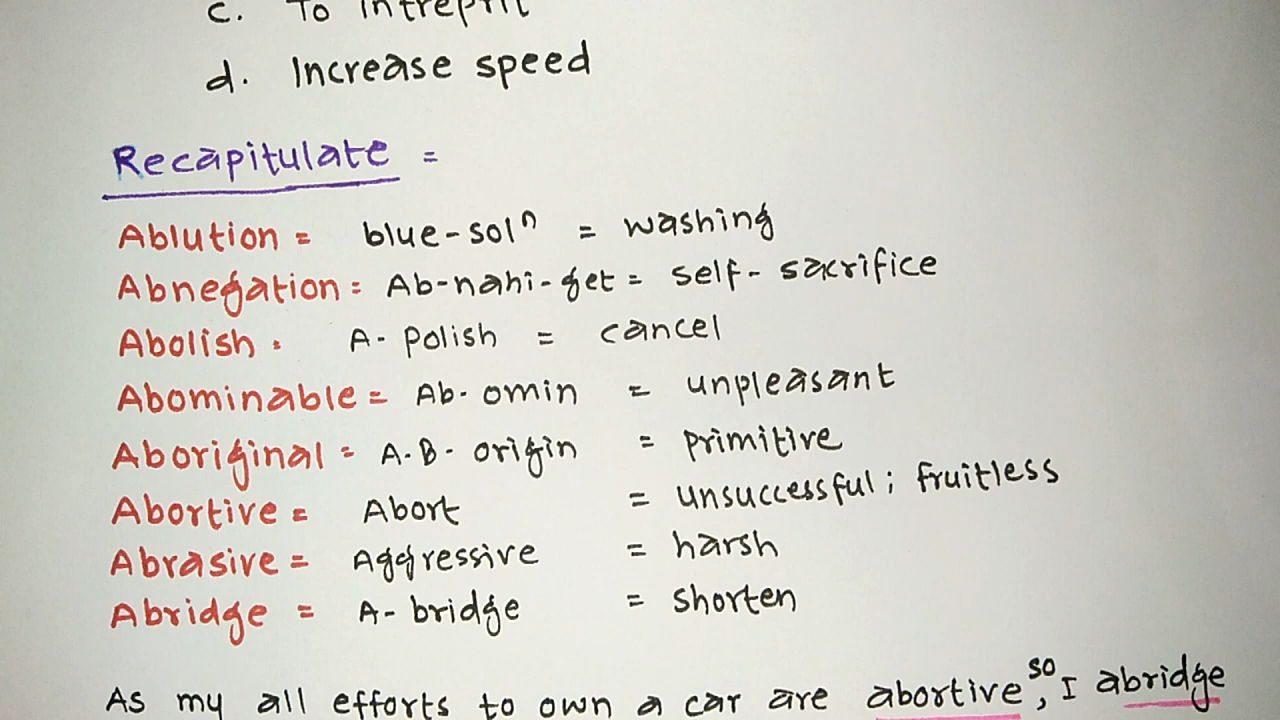 c. To intreprit
d. Increase speed
Recapitulate =
Ablution = blue-solⁿ = washing
Abnegation = Ab-nahi-get = self-sacrifice
Abolish = A-polish = cancel
Abominable = Ab-omin = unpleasant
Aboriginal = A.B-origin = primitive
Abortive = Abort = unsuccessful; fruitless
Abrasive = Aggressive = harsh
Abridge = A-bridge = shorten
As my all efforts to own a car are abortive, so I abridge